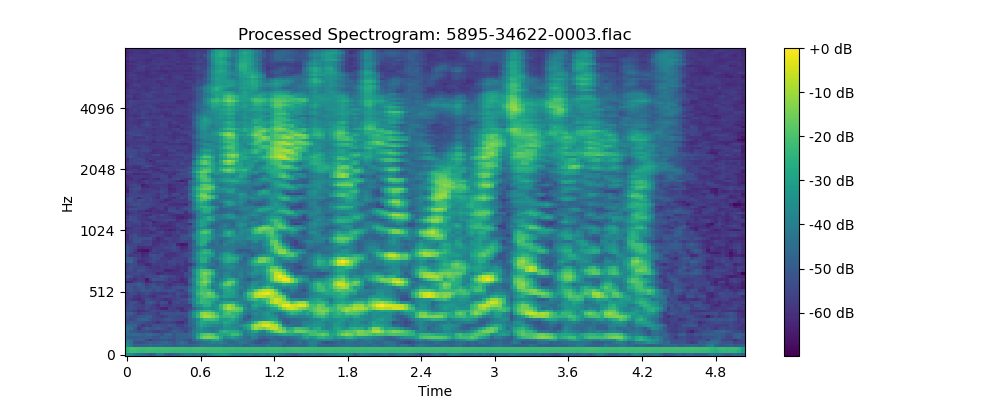 Processed Spectrogram: 5895-34622-0003.flac
Hz
4096
2048
1024
512
0
0 0.6 1.2 1.8 2.4 3 3.6 4.2 4.8
Time
+0 dB
-10 dB
-20 dB
-30 dB
-40 dB
-50 dB
-60 dB